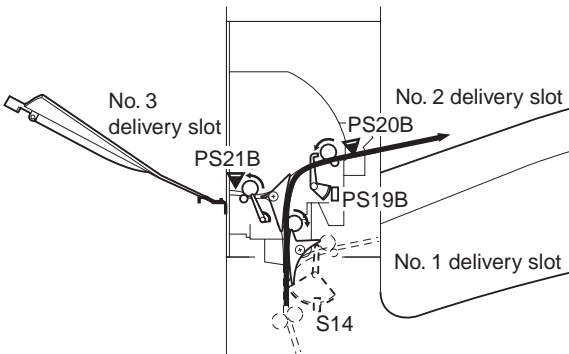 No. 3
delivery slot
No. 2 delivery slot
PS20B
PS21B
PS19B
No. 1 delivery slot
S14